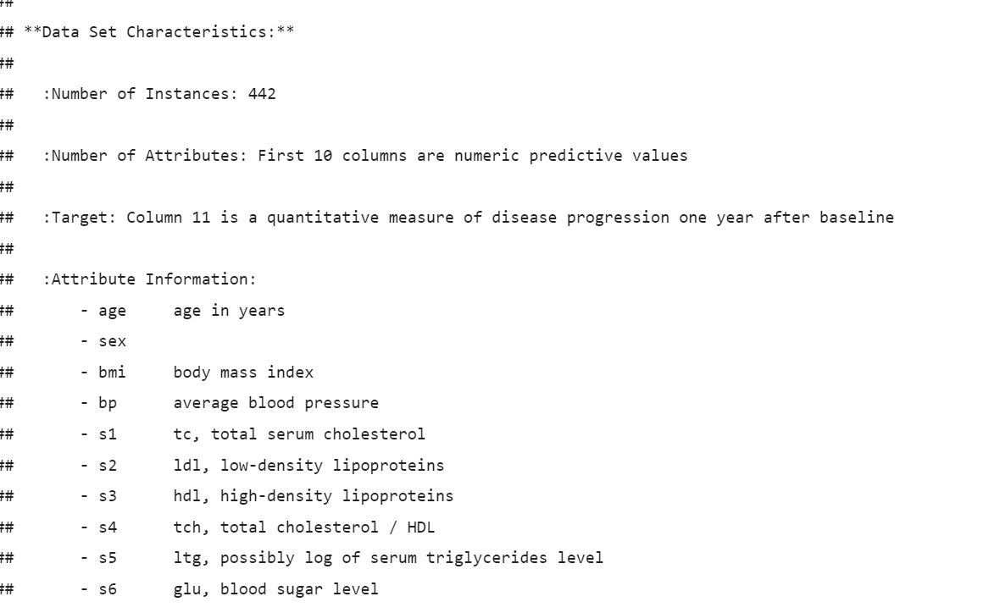 ##
## **Data Set Characteristics:**
##
##   :Number of Instances: 442
##
##   :Number of Attributes: First 10 columns are numeric predictive values
##
##   :Target: Column 11 is a quantitative measure of disease progression one year after baseline
##
##   :Attribute Information:
##       - age     age in years
##       - sex
##       - bmi     body mass index
##       - bp      average blood pressure
##       - s1      tc, total serum cholesterol
##       - s2      ldl, low-density lipoproteins
##       - s3      hdl, high-density lipoproteins
##       - s4      tch, total cholesterol / HDL
##       - s5      ltg, possibly log of serum triglycerides level
##       - s6      glu, blood sugar level